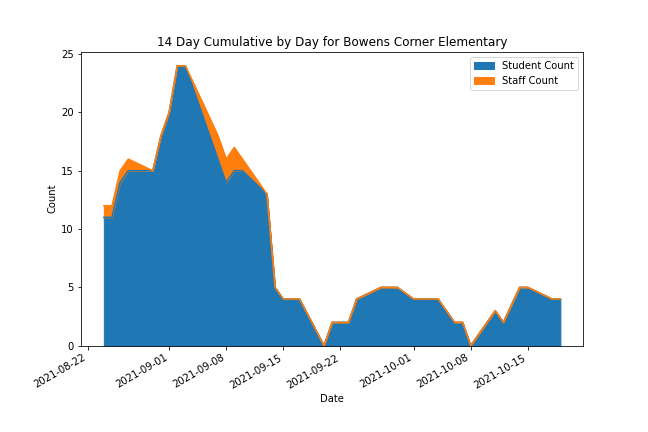 14 Day Cumulative by Day for Bowens Corner Elementary
Student Count
Staff Count
Count
25
20
15
10
5
0
2021-08-22
2021-09-01
2021-09-08
2021-09-15
2021-09-22
2021-10-01
2021-10-08
2021-10-15
Date